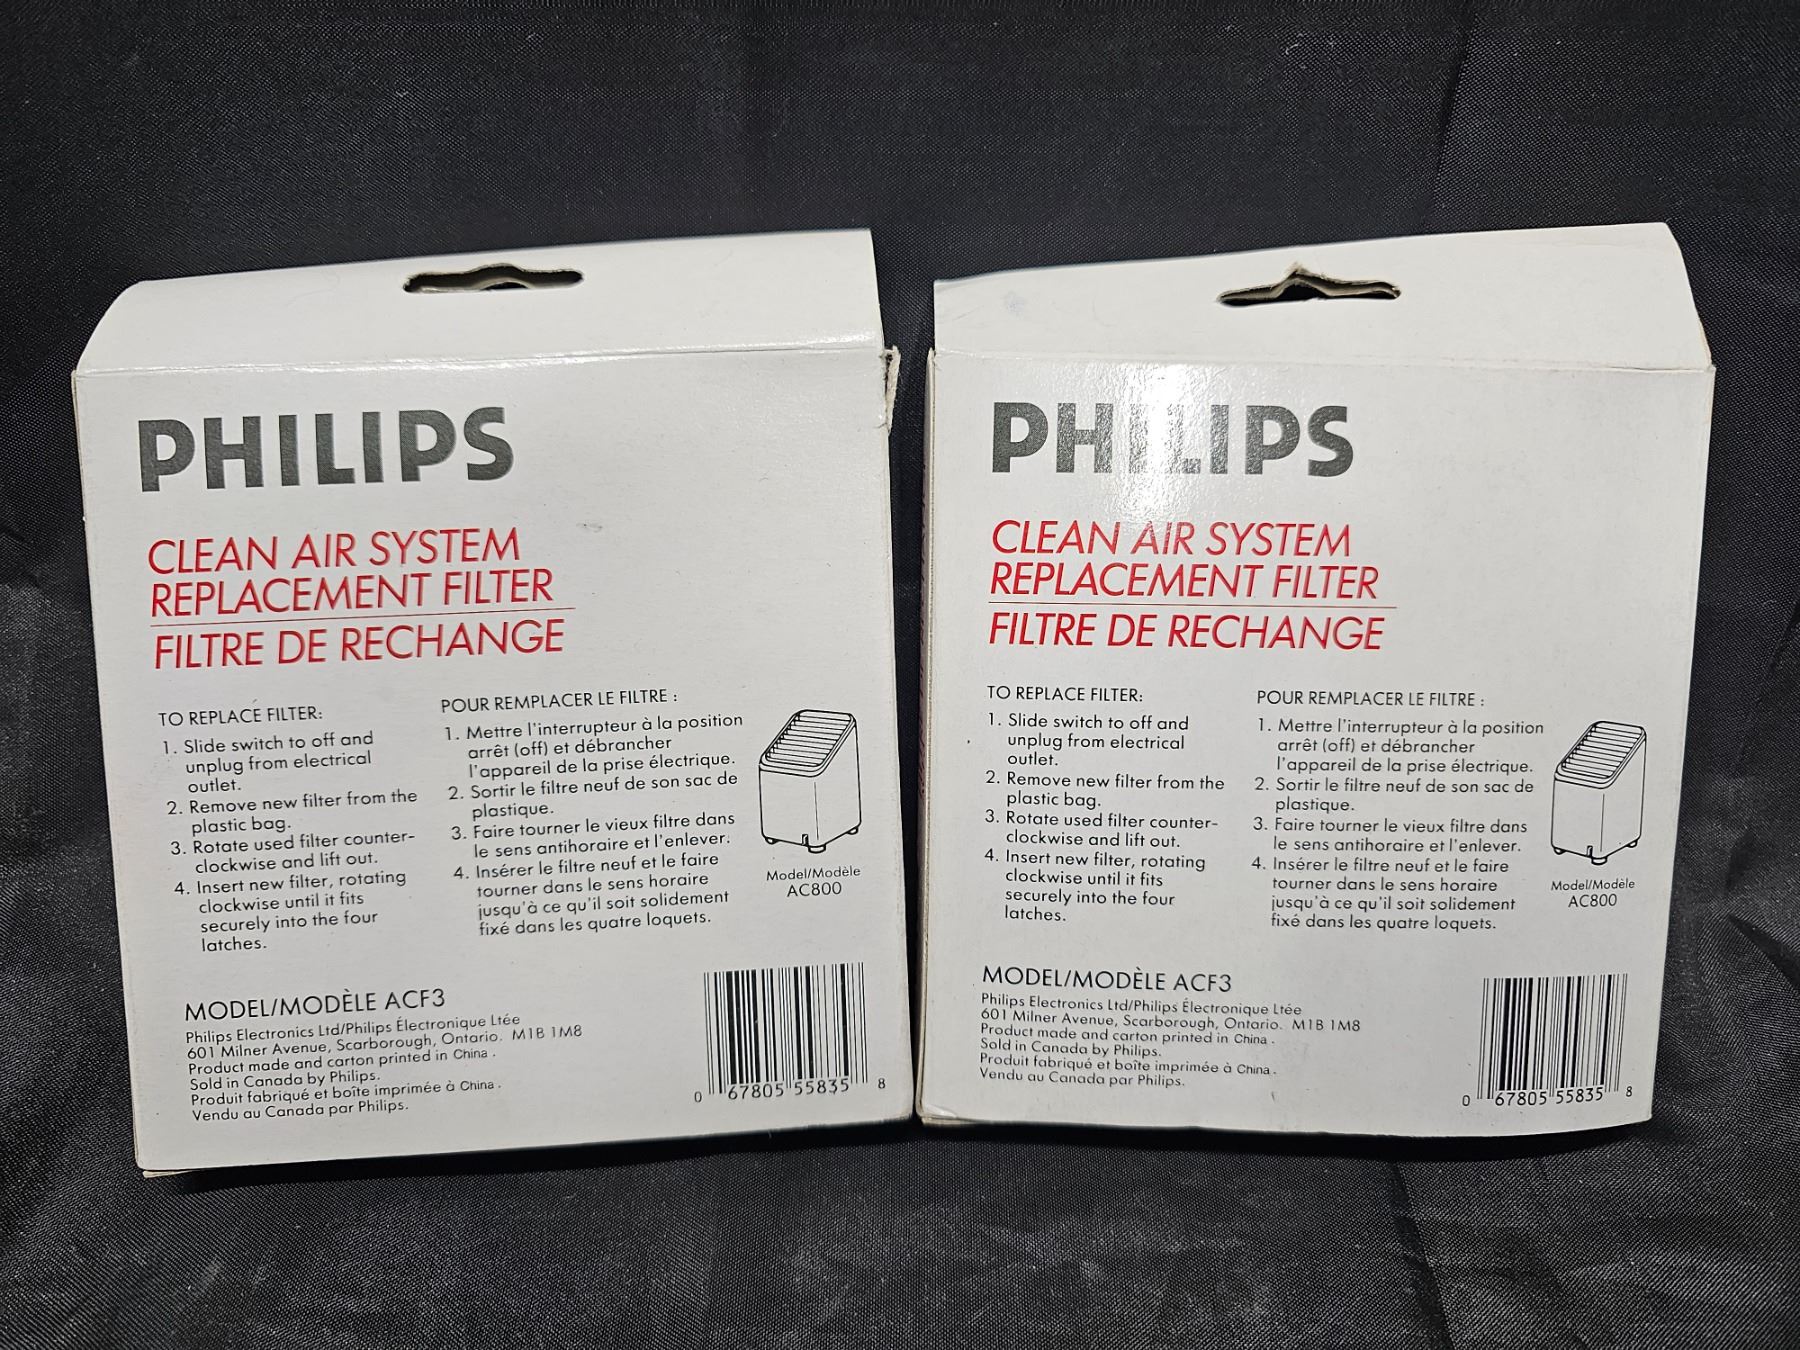 PHILIPS
CLEAN AIR SYSTEM
REPLACEMENT FILTER
FILTRE DE RECHANGE
TO REPLACE FILTER:
1. Slide switch to off and
unplug from electrical
outlet.
2. Remove new filter from the
plastic bag.
3. Rotate used filter counter-
clockwise and lift out.
4. Insert new filter, rotating
clockwise until it fits
securely into the four
latches.
POUR REMPLACER LE FILTRE :
1. Mettre l'interrupteur à la position
arrêt (off) et débrancher
l'appareil de la prise électrique.
2. Sortir le filtre neuf de son sac de
plastique.
3. Faire tourner le vieux filtre dans
le sens antihoraire et l'enlever.
4. Insérer le filtre neuf et le faire
tourner dans le sens horaire
jusqu'à ce qu'il soit solidement
fixé dans les quatre loquets.
Model/Modèle
AC800
MODEL/MODÈLE ACF3
Philips Electronics Ltd/Philips Électronique Ltée
601 Milner Avenue, Scarborough, Ontario. M1B 1M8
Product made and carton printed in China .
Sold in Canada by Philips.
Produit fabriqué et boîte imprimée à China .
Vendu au Canada par Philips.
0 67805 55835 8
PHILIPS
CLEAN AIR SYSTEM
REPLACEMENT FILTER
FILTRE DE RECHANGE
TO REPLACE FILTER:
1. Slide switch to off and
unplug from electrical
outlet.
2. Remove new filter from the
plastic bag.
3. Rotate used filter counter-
clockwise and lift out.
4. Insert new filter, rotating
clockwise until it fits
securely into the four
latches.
POUR REMPLACER LE FILTRE :
1. Mettre l'interrupteur à la position
arrêt (off) et débrancher
l'appareil de la prise électrique.
2. Sortir le filtre neuf de son sac de
plastique.
3. Faire tourner le vieux filtre dans
le sens antihoraire et l'enlever.
4. Insérer le filtre neuf et le faire
tourner dans le sens horaire
jusqu'à ce qu'il soit solidement
fixé dans les quatre loquets.
Model/Modèle
AC800
MODEL/MODÈLE ACF3
Philips Electronics Ltd/Philips Électronique Ltée
601 Milner Avenue, Scarborough, Ontario. M1B 1M8
Product made and carton printed in China .
Sold in Canada by Philips.
Produit fabriqué et boîte imprimée à China .
Vendu au Canada par Philips.
0 67805 55835 8